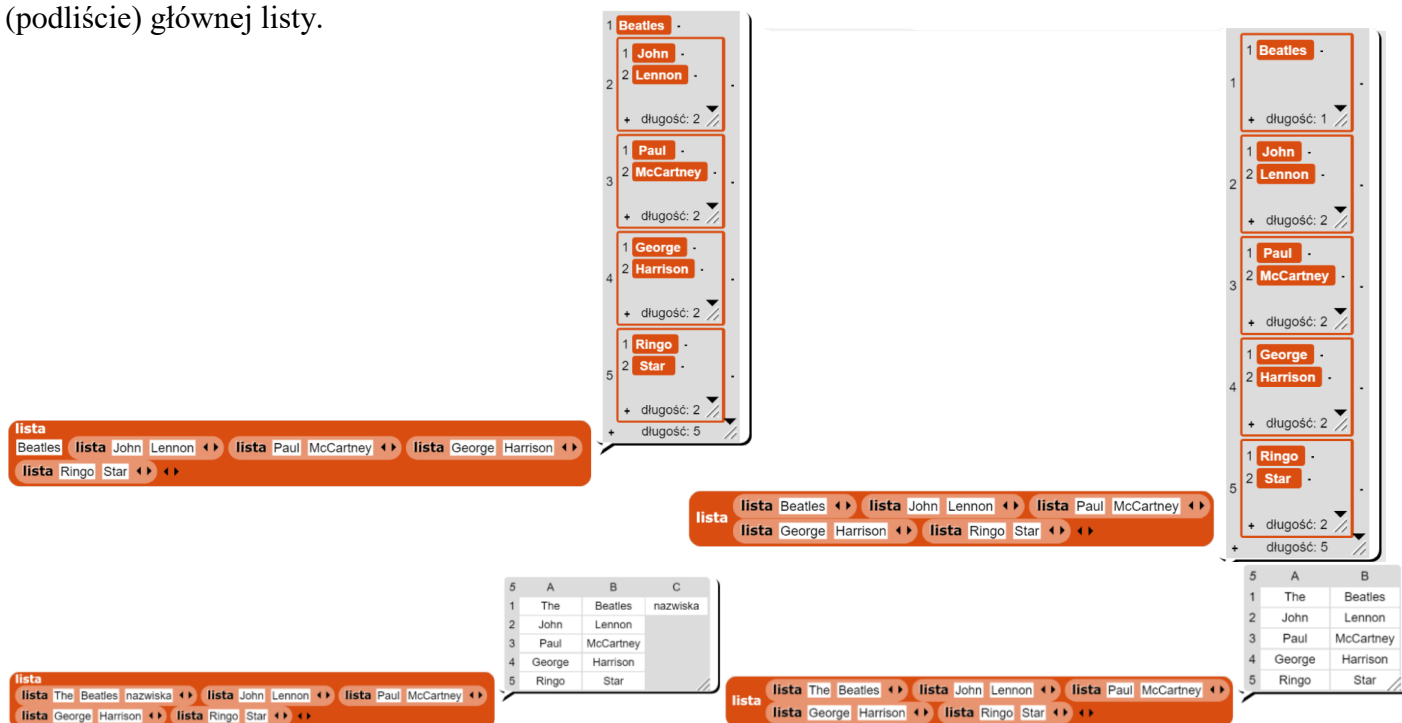 (podliście) głównej listy.
1 Beatles
1 John
2 Lennon
2
+ długość: 2
1 Paul
2 McCartney
3
+ długość: 2
1 George
2 Harrison
4
+ długość: 2
1 Ringo
2 Star
5
+ długość: 2
+ długość: 5
lista
Beatles lista John Lennon lista Paul McCartney lista George Harrison
lista Ringo Star
1 Beatles
1
+ długość: 1
1 John
2 Lennon
2
+ długość: 2
1 Paul
2 McCartney
3
+ długość: 2
1 George
2 Harrison
4
+ długość: 2
1 Ringo
2 Star
5
+ długość: 2
+ długość: 5
lista
lista Beatles lista John Lennon lista Paul McCartney
lista George Harrison lista Ringo Star
5 A B C
1 The Beatles nazwiska
2 John Lennon
3 Paul McCartney
4 George Harrison
5 Ringo Star
lista
lista The Beatles nazwiska lista John Lennon lista Paul McCartney
lista George Harrison lista Ringo Star
5 A B
1 The Beatles
2 John Lennon
3 Paul McCartney
4 George Harrison
5 Ringo Star
lista
lista The Beatles lista John Lennon lista Paul McCartney
lista George Harrison lista Ringo Star